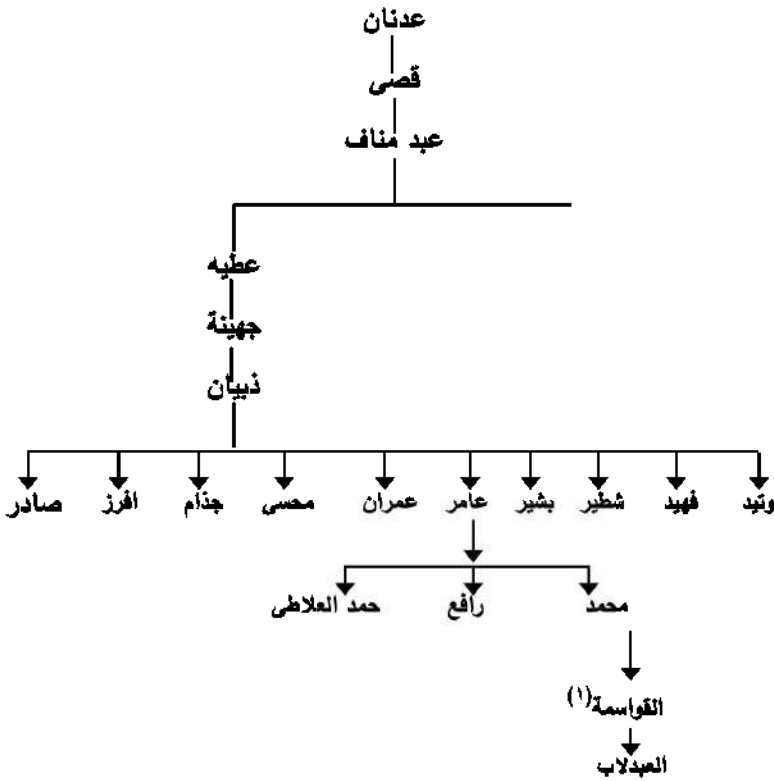 عدنان
قصى
عبد مناف
عطيه
جهينة
ذبيان
وتيد فهيد شطير بشير عامر عمران محسى جذام افرز صادر
محمد رافع حمد العلاطى
القواسمة(١)
العبدلاب